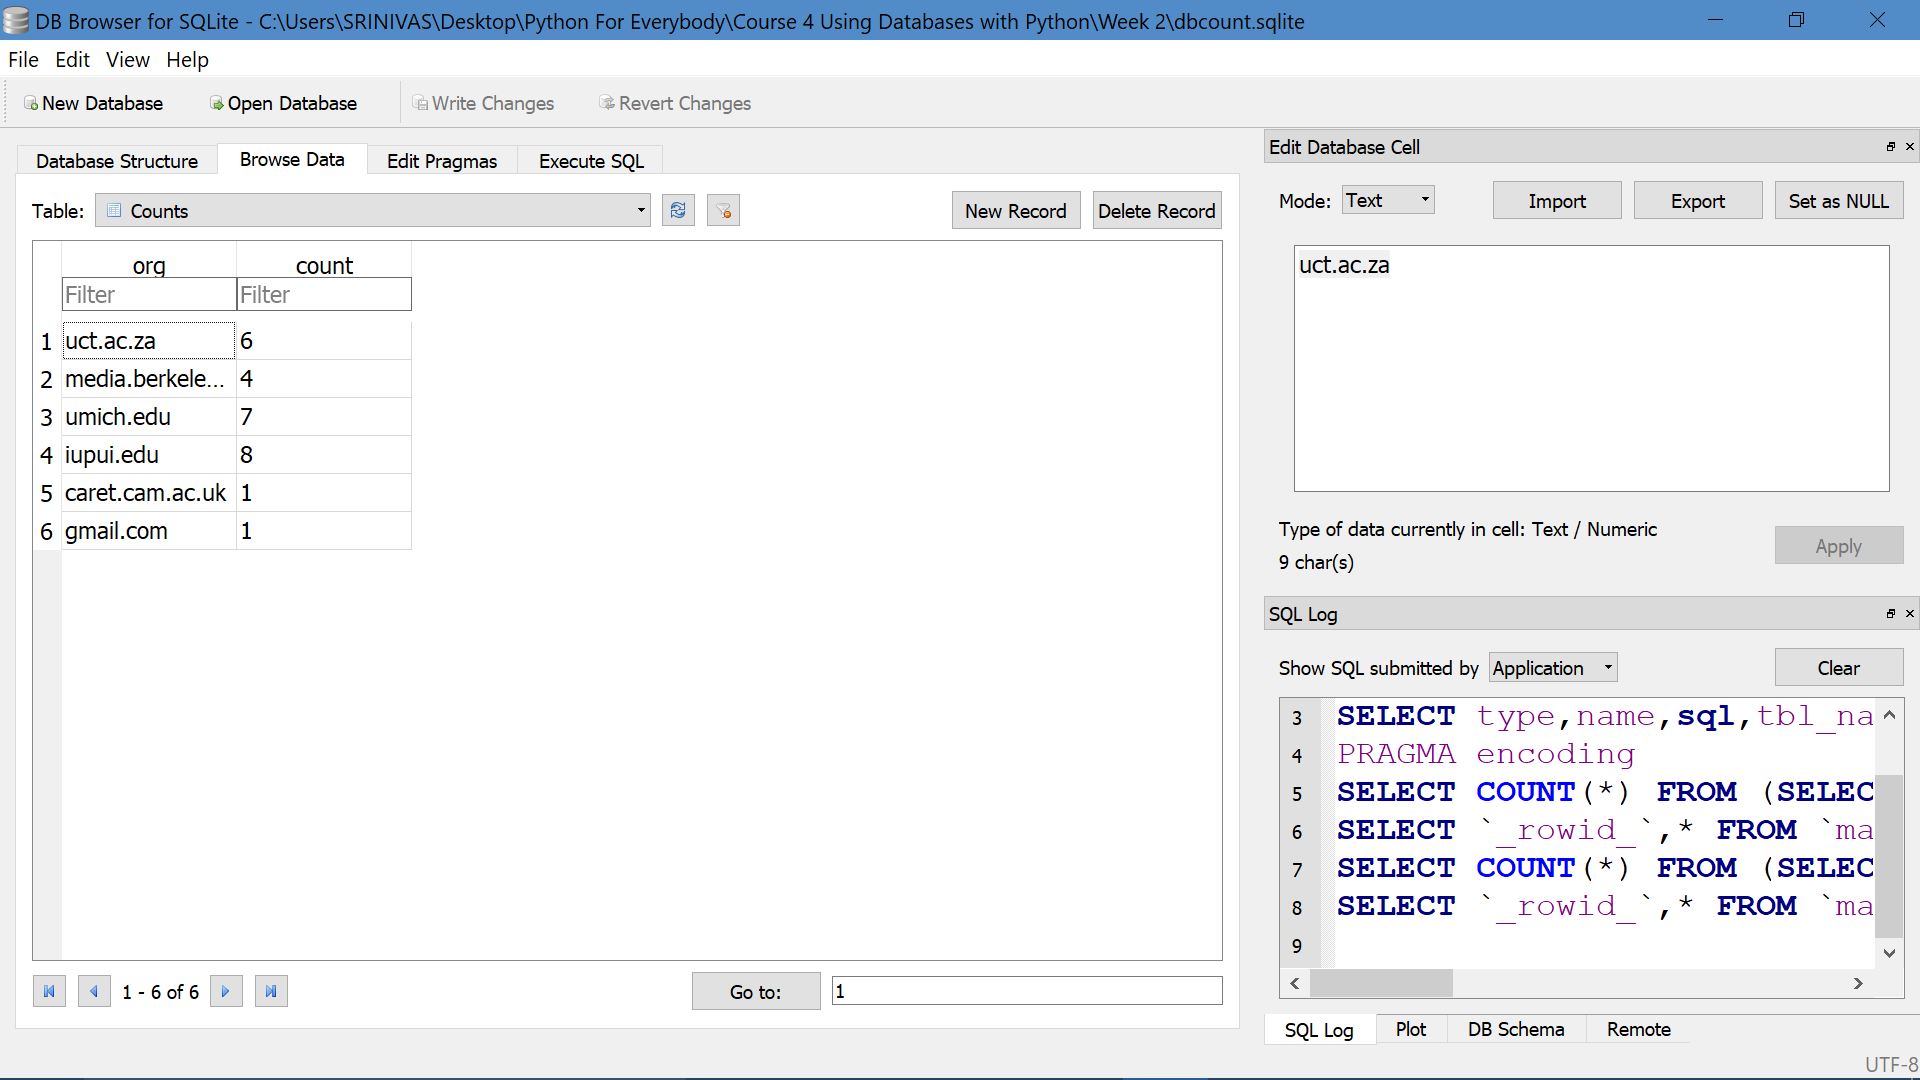 DB Browser for SQLite - C:\Users\SRINIVAS\Desktop\Python For Everybody\Course 4 Using Databases with Python\Week 2\dbcount.sqlite
File Edit View Help
New Database Open Database Write Changes Revert Changes
Database Structure Browse Data Edit Pragmas Execute SQL
Table: Counts New Record Delete Record
org count
Filter Filter
1 uct.ac.za 6
2 media.berkele... 4
3 umich.edu 7
4 iupui.edu 8
5 caret.cam.ac.uk 1
6 gmail.com 1
1 - 6 of 6 Go to: 1
Edit Database Cell
Mode: Text Import Export Set as NULL
uct.ac.za
Type of data currently in cell: Text / Numeric
9 char(s)
Apply
SQL Log
Show SQL submitted by Application Clear
3 SELECT type,name,sql,tbl_na
4 PRAGMA encoding
5 SELECT COUNT(*) FROM (SELEC
6 SELECT `_rowid_`,* FROM `ma
7 SELECT COUNT(*) FROM (SELEC
8 SELECT `_rowid_`,* FROM `ma
9
SQL Log Plot DB Schema Remote
UTF-8